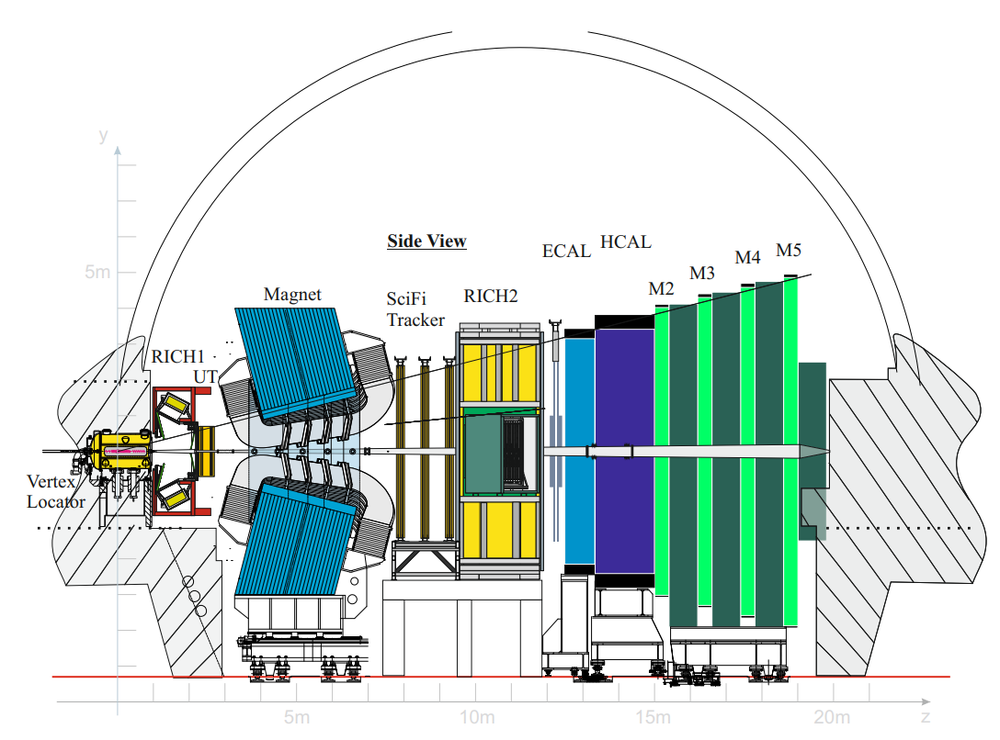 y
5m
Side View
ECAL
HCAL
M2
M3
M4
M5
Magnet
SciFi
Tracker
RICH2
RICH1
UT
Vertex
Locator
5m
10m
15m
20m
z